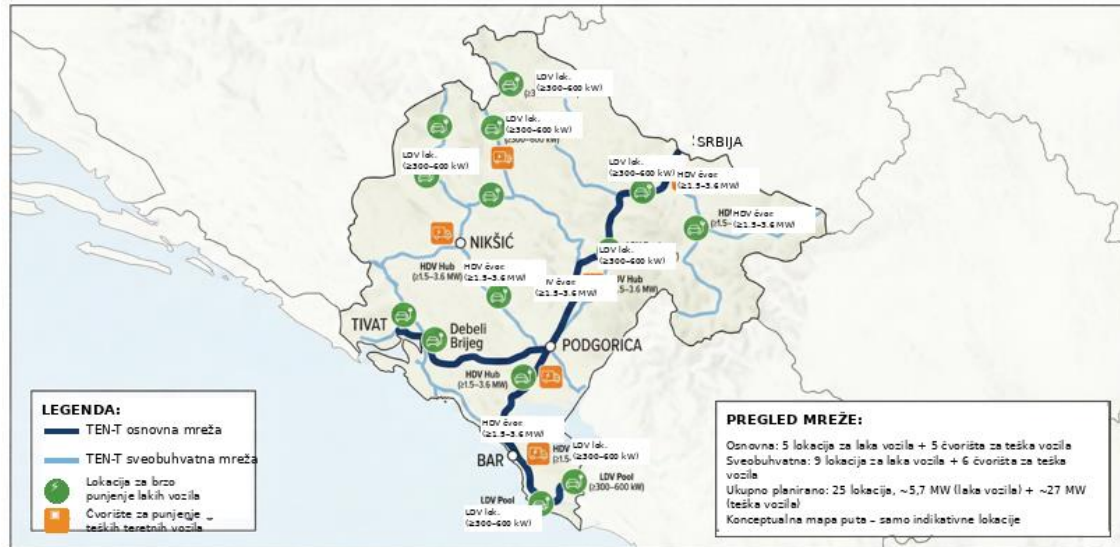 LDV lok.
(≥300–600 kW)
LDV lok.
(≥300–600 kW)
(≥300–600 kW)
SRBIJA
LDV lok.
(≥300–600 kW)
LDV lok.
(≥300–600 kW)
HDV čvor.
(≥1.5–3.6 MW)
HDV čvor.
(≥1.5–3.6 MW)
NIKŠIĆ
LDV lok.
(≥300–600 kW)
HDV Hub
(≥1.5–3.6 MW)
HDV čvor.
(≥1.5–3.6 MW)
(≥1.5–3.6 MW)
TIVAT
Debeli
Brijeg
PODGORICA
HDV Hub
(≥1.5–3.6 MW)
HDV čvor.
(≥1.5–3.6 MW)
BAR
LDV lok.
(≥300–600 kW)
LDV Pool
(≥300–600 kW)
LDV Pool
LDV lok.
(≥300–600 kW)
LEGENDA:
TEN-T osnovna mreža
TEN-T sveobuhvatna mreža
Lokacija za brzo
punjenje lakih vozila
Čvorište za punjenje
teških teretnih vozila
PREGLED MREŽE:
Osnovna: 5 lokacija za laka vozila + 5 čvorišta za teška vozila
Sveobuhvatna: 9 lokacija za laka vozila + 6 čvorišta za teška
vozila
Ukupno planirano: 25 lokacija, ~5,7 MW (laka vozila) + ~27 MW
(teška vozila)
Konceptualna mapa puta – samo indikativne lokacije